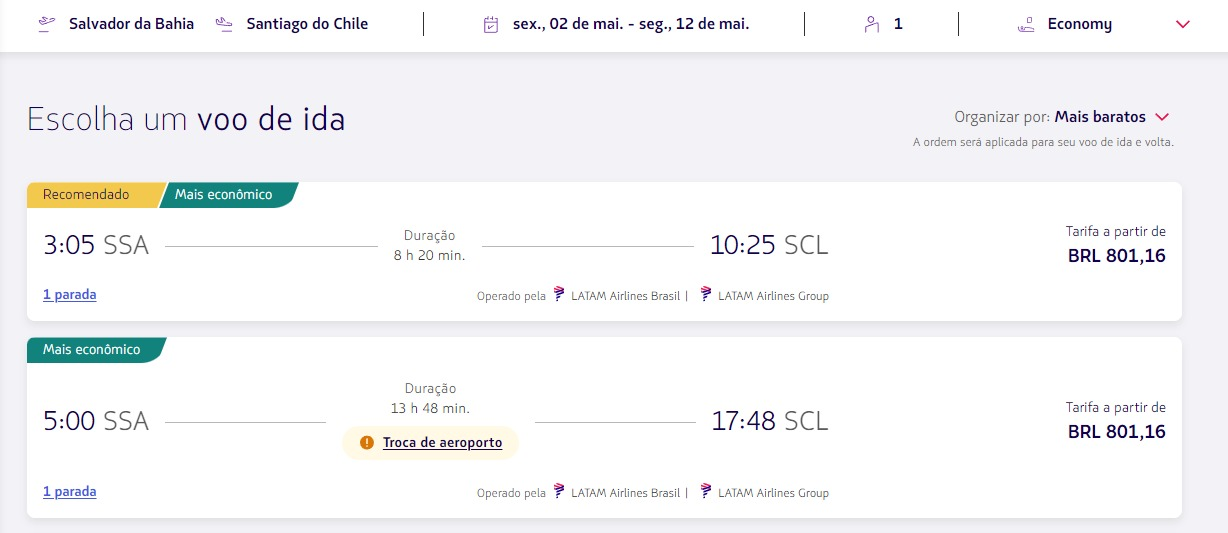 Salvador da Bahia Santiago do Chile sex., 02 de mai. - seg., 12 de mai. 1 Economy
Escolha um voo de ida
Organizar por: Mais baratos
A ordem será aplicada para seu voo de ida e volta.
Recomendado Mais econômico
3:05 SSA
Duração
8 h 20 min.
10:25 SCL
Tarifa a partir de
BRL 801,16
1 parada
Operado pela LATAM Airlines Brasil | LATAM Airlines Group
Mais econômico
5:00 SSA
Duração
13 h 48 min.
Troca de aeroporto
17:48 SCL
Tarifa a partir de
BRL 801,16
1 parada
Operado pela LATAM Airlines Brasil | LATAM Airlines Group